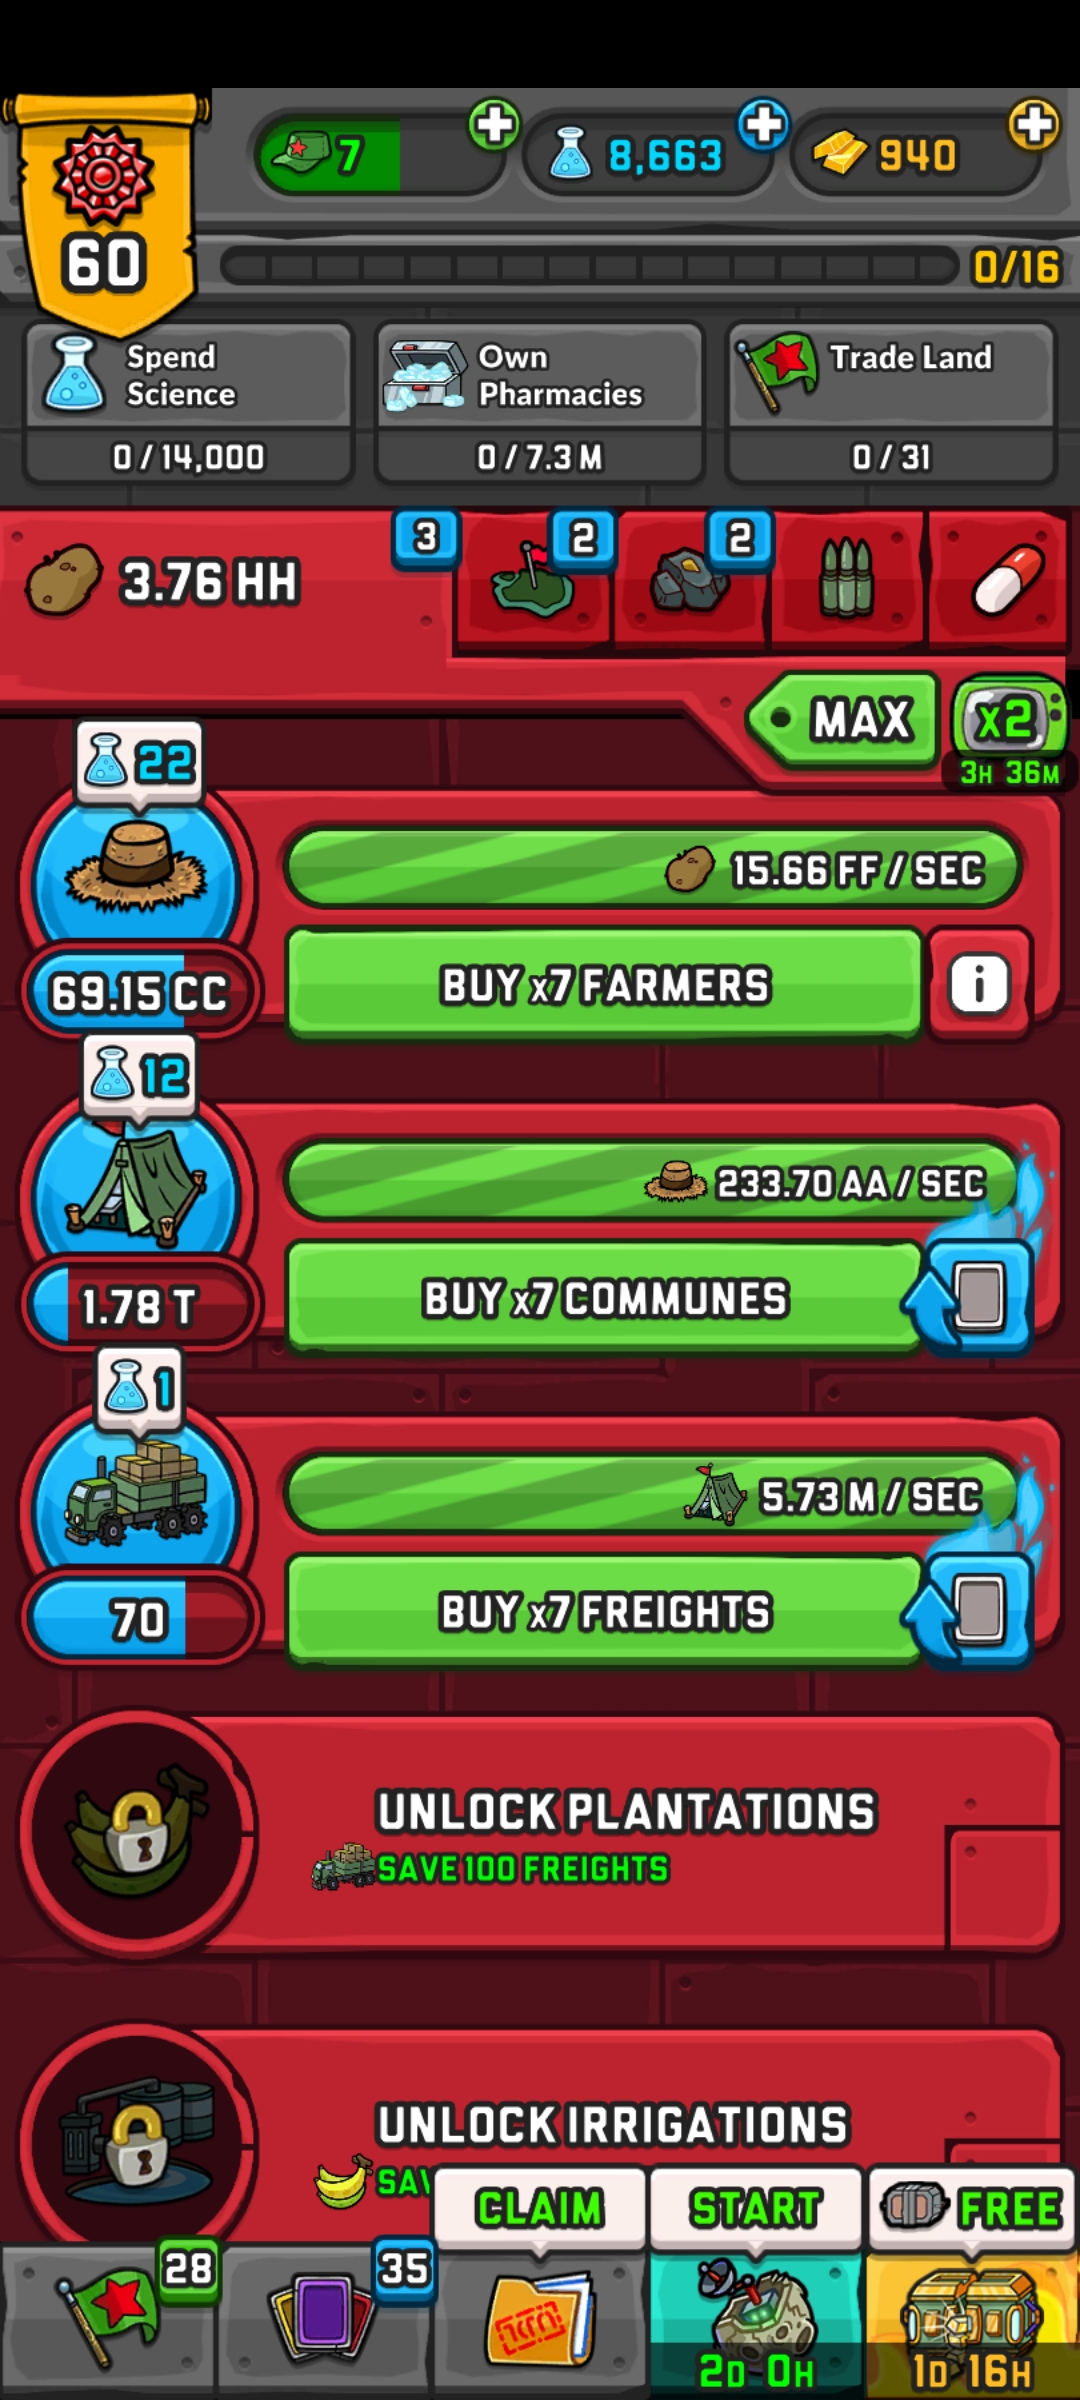 7
8,663
940
60
0/16
Spend
Science
0/14,000
Own
Pharmacies
0/7.3 M
Trade Land
0/31
3.76 HH
3
2
2
MAX
x2
3H 36M
22
15.66 FF/SEC
69.15 CC
BUY x7 FARMERS
i
12
233.70 AA/SEC
1.78 T
BUY x7 COMMUNES
1
5.73 M/SEC
70
BUY x7 FREIGHTS
UNLOCK PLANTATIONS
SAVE 100 FREIGHTS
UNLOCK IRRIGATIONS
CLAIM
START
FREE
28
35
2D 0H
1D 16H